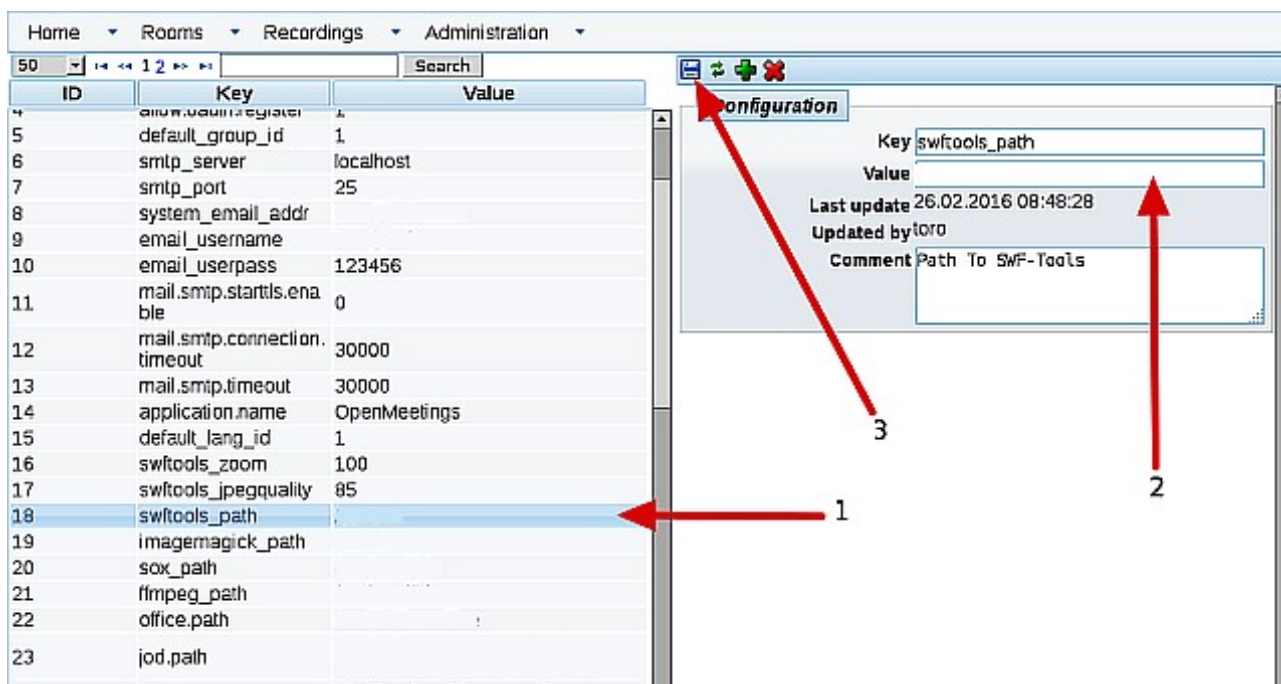 Home Rooms Recordings Administration
50 1 2 Search
ID Key Value
4 allow.oauth.register 1
5 default_group_id 1
6 smtp_server localhost
7 smtp_port 25
8 system_email_addr
9 email_username
10 email_userpass 123456
11 mail.smtp.starttls.ena 0
ble
12 mail.smtp.connection. 30000
timeout
13 mail.smtp.timeout 30000
14 application.name OpenMeetings
15 default_lang_id 1
16 swftools_zoom 100
17 swftools_jpegquality 85
18 swftools_path
19 imagemagick_path
20 sox_path
21 ffmpeg_path
22 office.path
23 jod.path
Configuration
Key swftools_path
Value
Last update 26.02.2016 08:48:28
Updated by toro
Comment Path To SWF-Tools
3
2
1